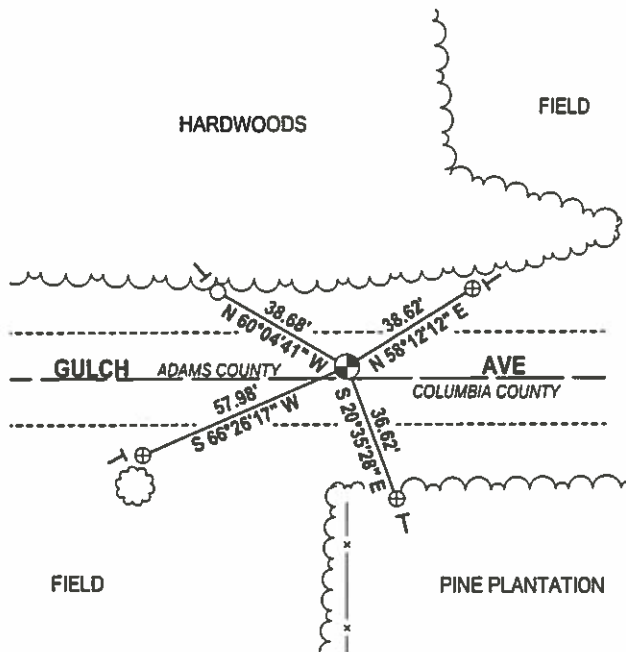 FIELD
HARDWOODS
38.68'
N 60°04'41" W
38.62'
N 58°12'12" E
GULCH
ADAMS COUNTY
AVE
COLUMBIA COUNTY
57.98'
S 66°26'17" W
36.62'
S 20°35'28" E
FIELD
PINE PLANTATION